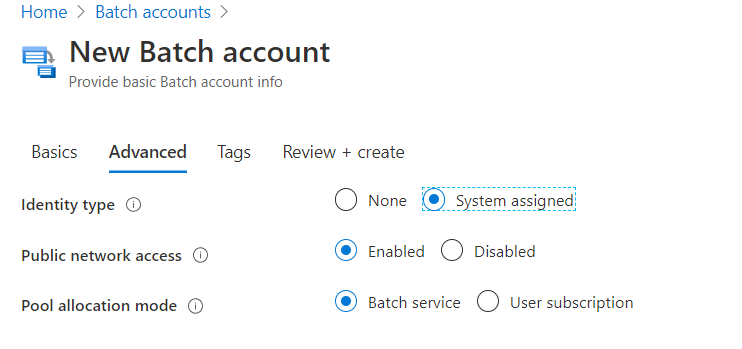 Home > Batch accounts >
New Batch account
Provide basic Batch account info
Basics Advanced Tags Review + create
Identity type None System assigned
Public network access Enabled Disabled
Pool allocation mode Batch service User subscription